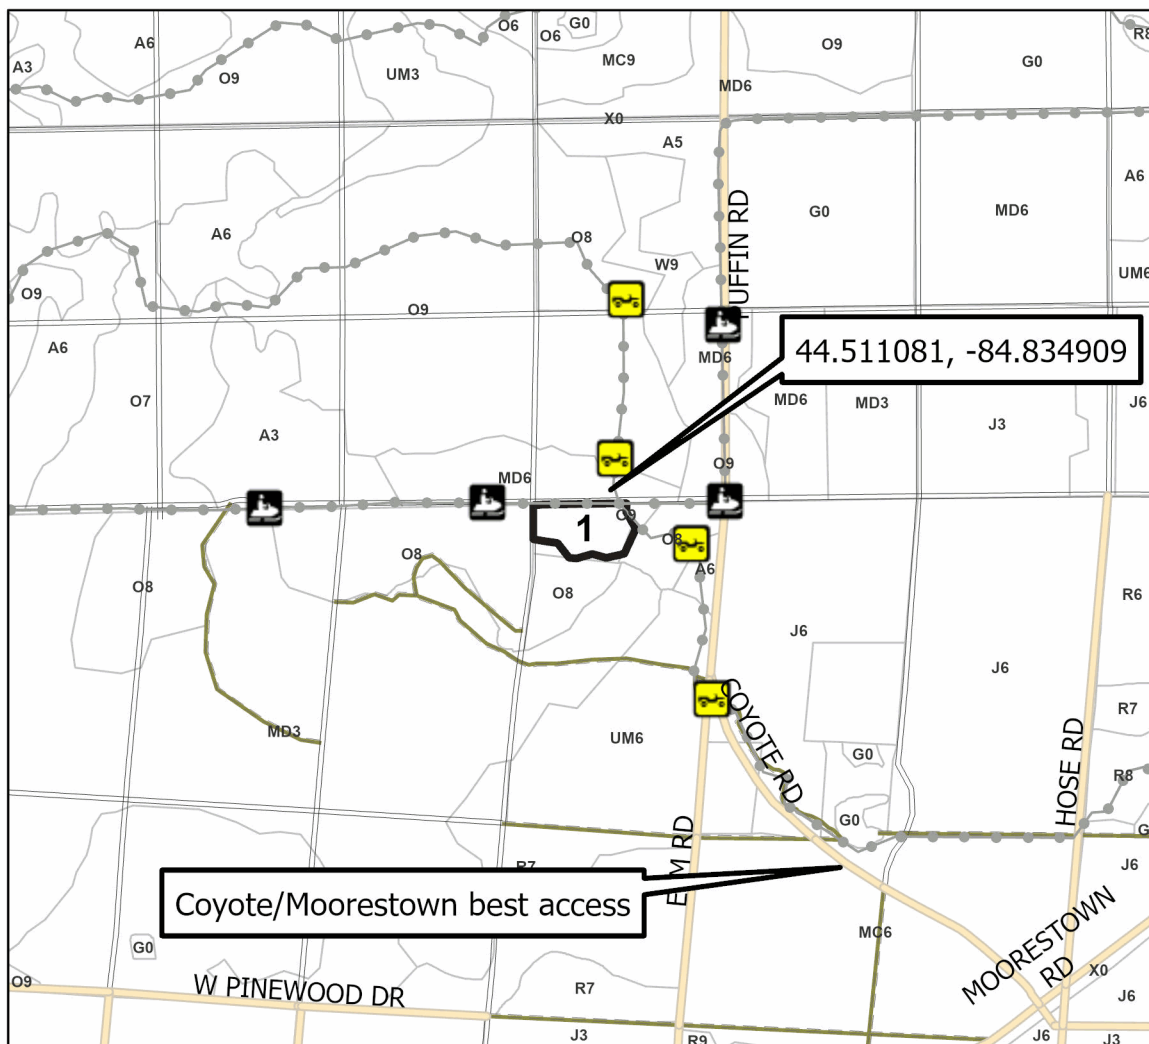 O6
G0
A6
O6
R8
O9
A3
MC9
G0
UM3
O9
MD6
X0
A5
A6
G0
MD6
A6
O8
W9
UM6
O9
O9
UFFIN RD
A6
MD6
44.511081, -84.834909
O7
MD6
MD3
J6
J3
A3
O9
MD6
O9
1
O8
O8
A6
O8
O8
R6
J6
J6
COYOTE RD
R7
MD3
UM6
G0
HOSE RD
R8
G0
G
R7
ELM RD
J6
Coyote/Moorestown best access
MC6
G0
MOORESTOWN
RD
X0
O9
W PINEWOOD DR
R7
J6
J3
R9
J6
J3